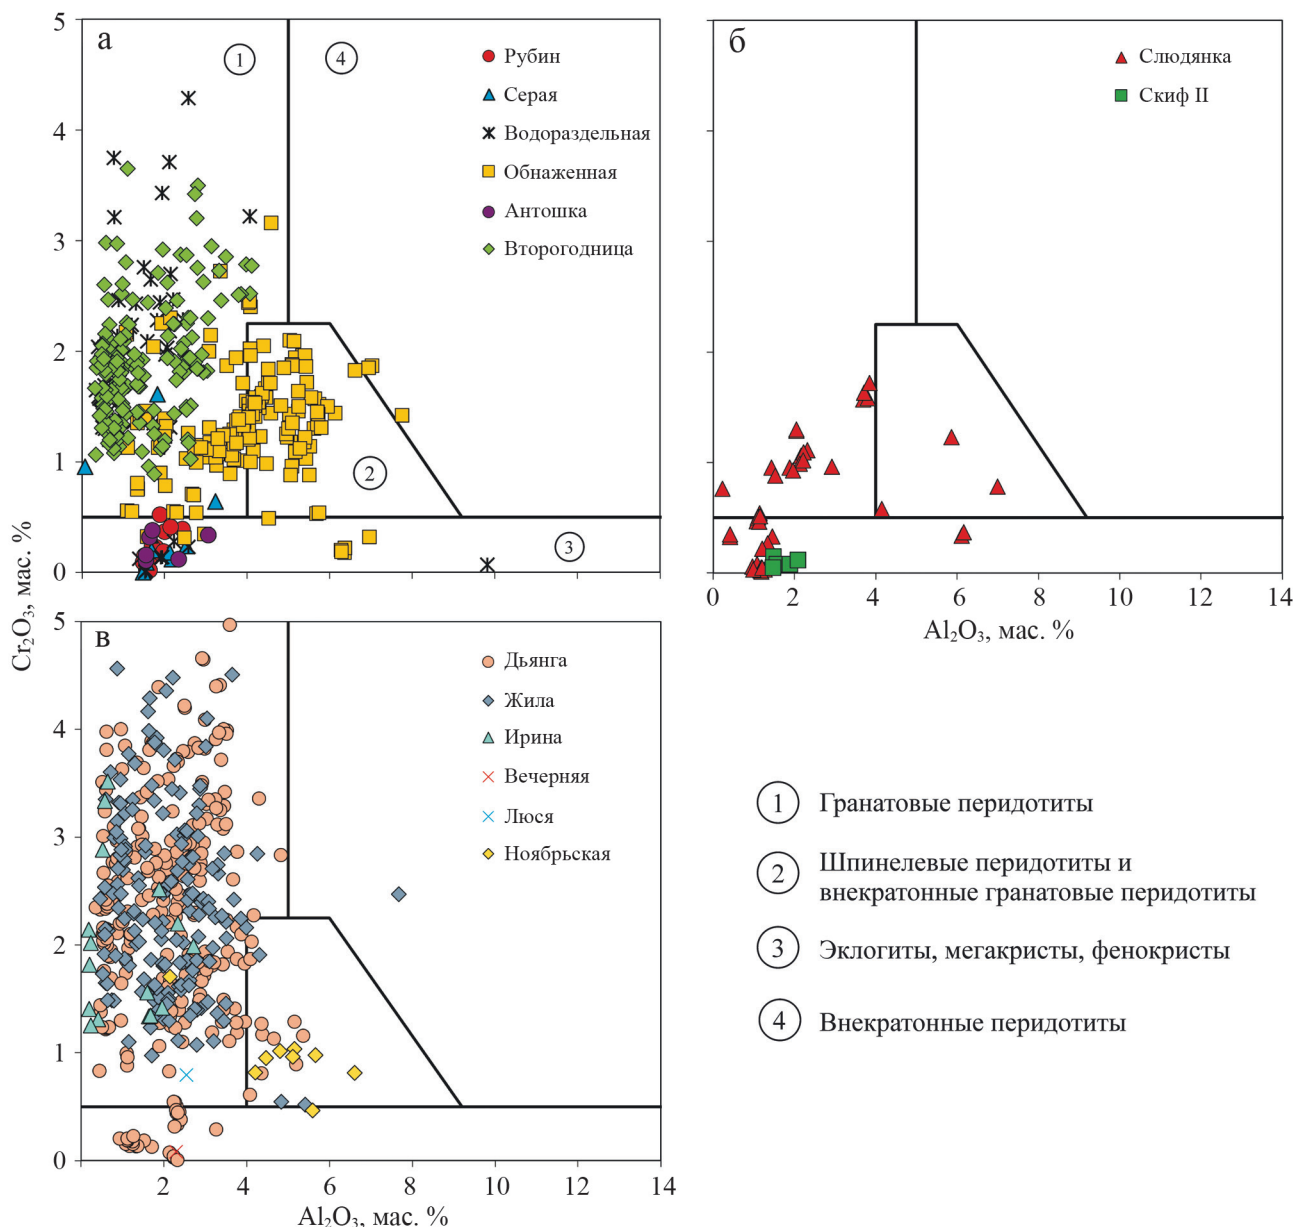 а
1
4
Рубин
Серая
Водораздельная
Обнаженная
Антошка
Второгодница
2
3
5
4
3
2
1
0
б
Слюдянка
Скиф II
0
2
4
6
8
10
12
14
Al₂O₃, мас. %
Cr₂O₃, мас. %
в
Дьянга
Жила
Ирина
Вечерняя
Люся
Ноябрьская
5
4
3
2
1
0
2
4
6
8
10
12
14
Al₂O₃, мас. %
1 Гранатовые перидотиты
2 Шпинелевые перидотиты и
внекратонные гранатовые перидотиты
3 Эклогиты, мегакристы, фенокристы
4 Внекратонные перидотиты